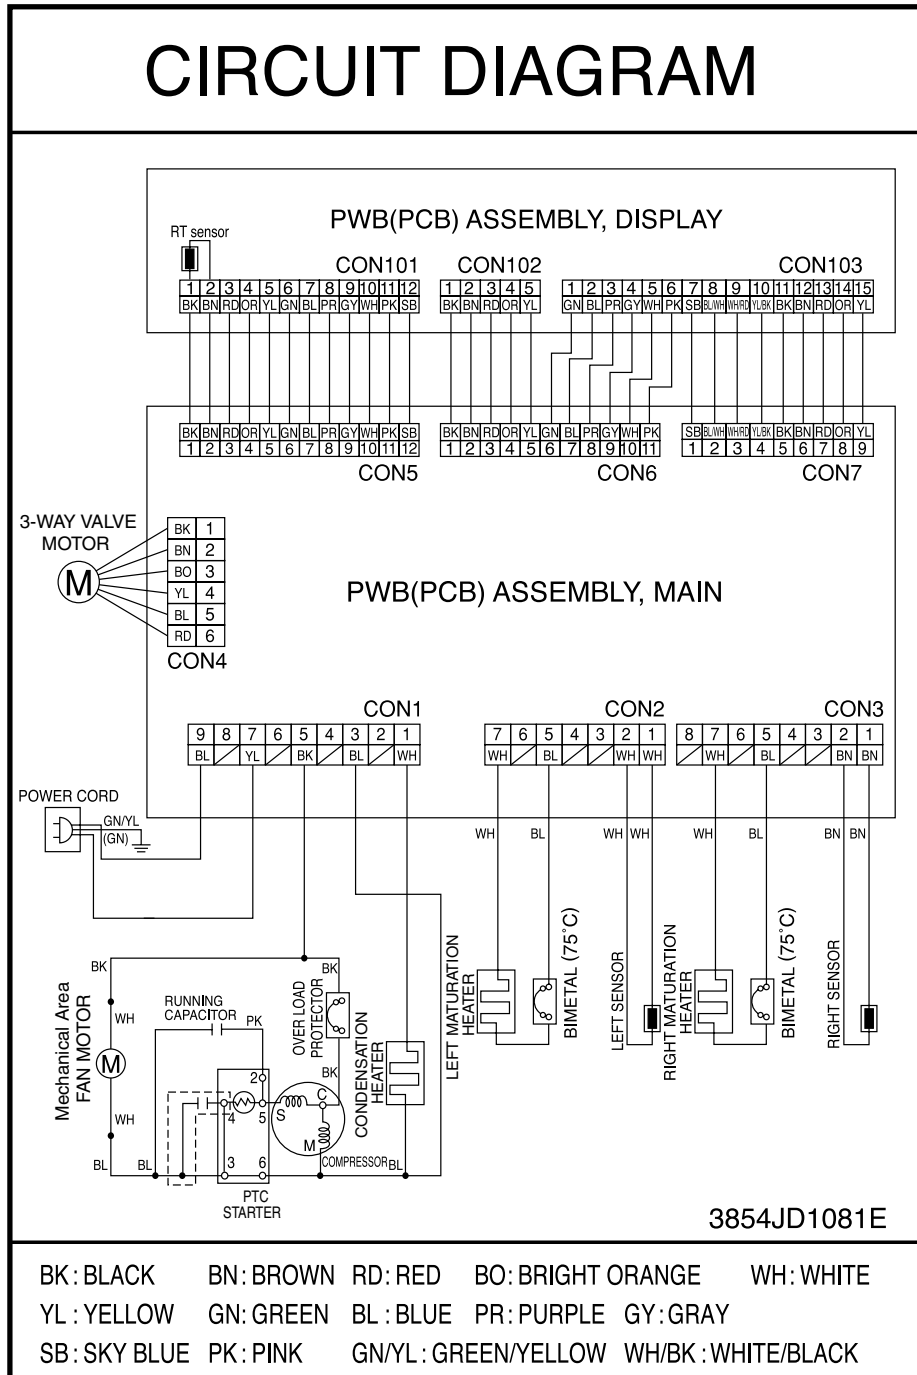 CIRCUIT DIAGRAM
PWB(PCB) ASSEMBLY, DISPLAY
RT sensor
CON101 CON102 CON103
1 2 3 4 5 6 7 8 9 10 11 12 1 2 3 4 5 1 2 3 4 5 6 7 8 9 10 11 12 13 14 15
BK BN RD OR YL GN BL PR GY WH PK SB BK BN RD OR YL GN BL PR GY WH PK SB BL/WH WH/RD YL/BK BK BN RD OR YL
BK BN RD OR YL GN BL PR GY WH PK SB BK BN RD OR YL GN BL PR GY WH PK SB BL/WH WH/RD YL/BK BK BN RD OR YL
1 2 3 4 5 6 7 8 9 10 11 12 1 2 3 4 5 6 7 8 9 10 11 1 2 3 4 5 6 7 8 9
CON5 CON6 CON7
3-WAY VALVE
MOTOR
M
BK 1
BN 2
BO 3
YL 4
BL 5
RD 6
CON4
PWB(PCB) ASSEMBLY, MAIN
CON1 CON2 CON3
9 8 7 6 5 4 3 2 1 7 6 5 4 3 2 1 8 7 6 5 4 3 2 1
BL YL BK BL WH WH BL WH WH WH BL BN BN
POWER CORD
GN/YL
(GN)
WH BL WH WH WH BL BN BN
BK
WH
Mechanical Area
FAN MOTOR
M
WH
BL BL
RUNNING
CAPACITOR
PK
OVER LOAD
PROTECTOR
BK
BK
CONDENSATION
HEATER
LEFT MATURATION
HEATER
BIMETAL (75˚C)
LEFT SENSOR
RIGHT MATURATION
HEATER
BIMETAL (75˚C)
RIGHT SENSOR
2
4 5
3 6
S C
M
COMPRESSOR BL
PTC
STARTER
3854JD1081E
BK : BLACK BN : BROWN RD : RED BO : BRIGHT ORANGE WH : WHITE
YL : YELLOW GN : GREEN BL : BLUE PR : PURPLE GY : GRAY
SB : SKY BLUE PK : PINK GN/YL : GREEN/YELLOW WH/BK : WHITE/BLACK